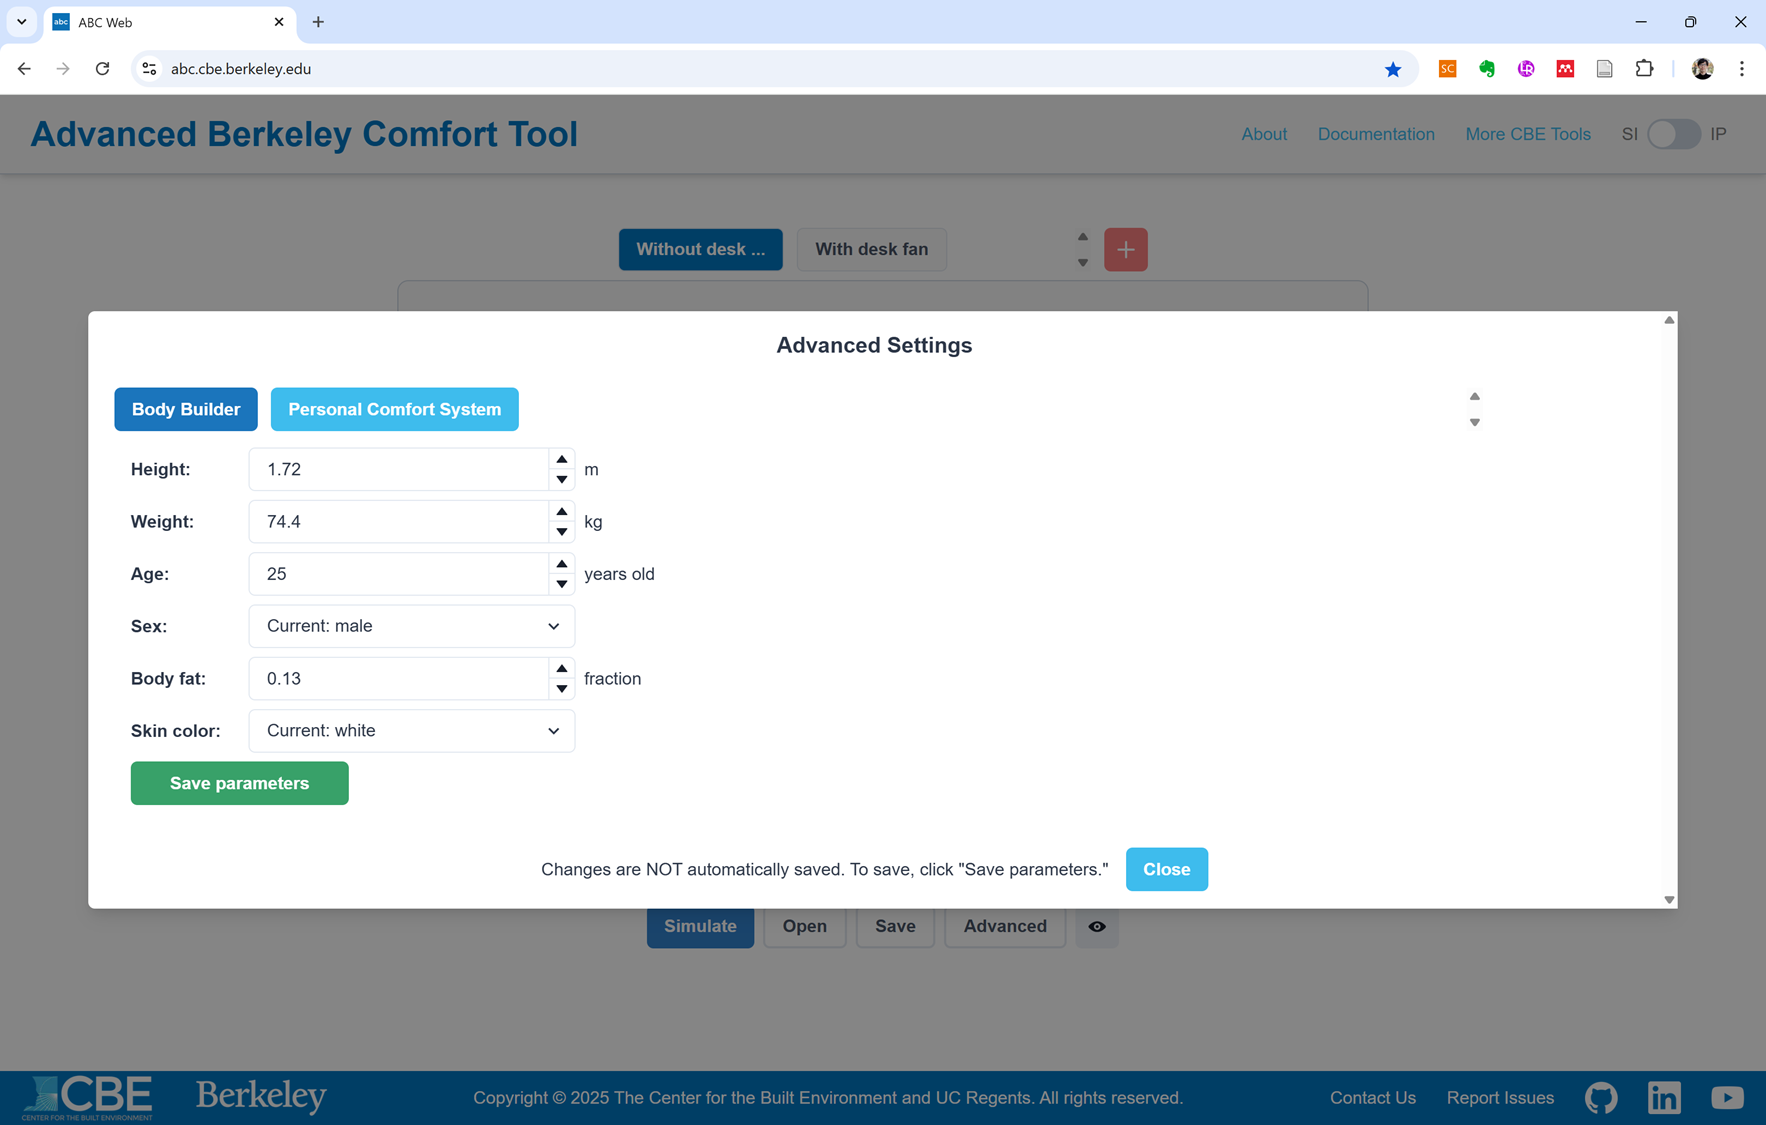 abc
ABC Web
abc.cbe.berkeley.edu
SC
Advanced Berkeley Comfort Tool
About
Documentation
More CBE Tools
SI
IP
Without desk ...
With desk fan
Advanced Settings
Body Builder
Personal Comfort System
Height:
1.72
m
Weight:
74.4
kg
Age:
25
years old
Sex:
Current: male
Body fat:
0.13
fraction
Skin color:
Current: white
Save parameters
Changes are NOT automatically saved. To save, click "Save parameters."
Close
Simulate
Open
Save
Advanced
CBE
CENTER FOR THE BUILT ENVIRONMENT
Berkeley
Copyright © 2025 The Center for the Built Environment and UC Regents. All rights reserved.
Contact Us
Report Issues
in